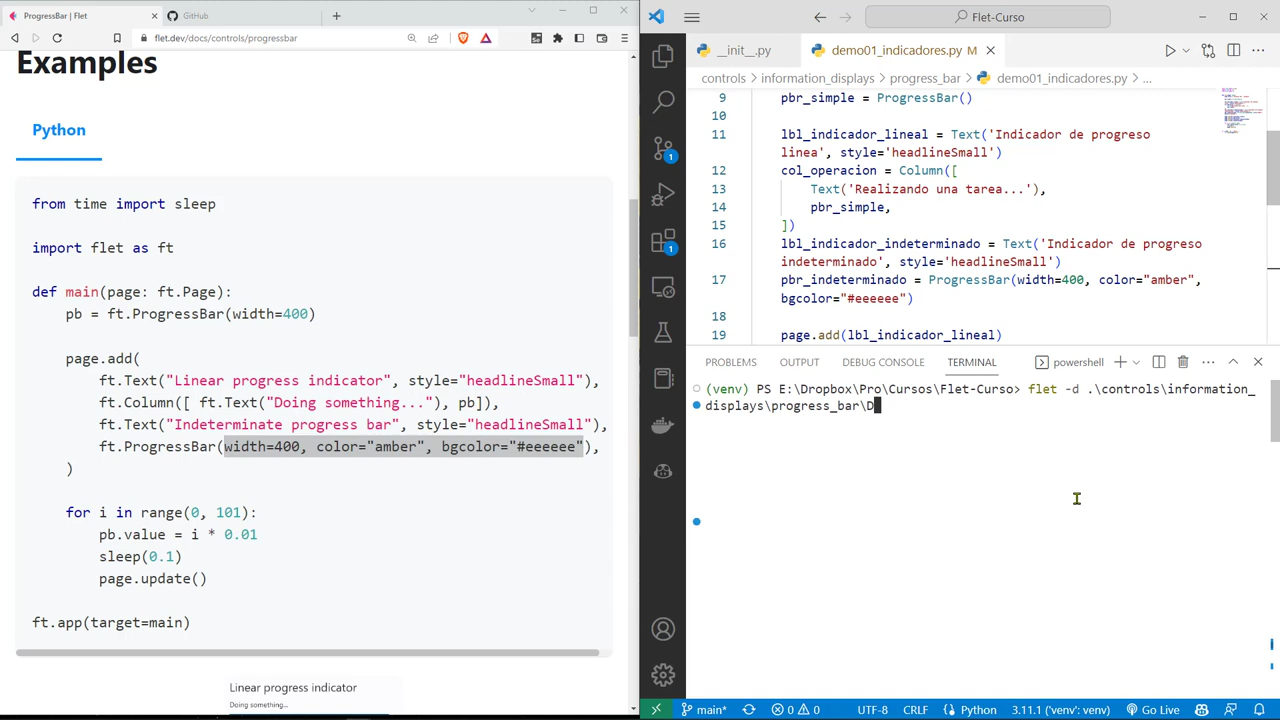 ProgressBar | Flet
GitHub
flet.dev/docs/controls/progressbar
Examples
Python
from time import sleep
import flet as ft
def main(page: ft.Page):
pb = ft.ProgressBar(width=400)
page.add(
ft.Text("Linear progress indicator", style="headlineSmall"),
ft.Column([ ft.Text("Doing something..."), pb]),
ft.Text("Indeterminate progress bar", style="headlineSmall"),
ft.ProgressBar(width=400, color="amber", bgcolor="#eeeeee"),
)
for i in range(0, 101):
pb.value = i * 0.01
sleep(0.1)
page.update()
ft.app(target=main)
Linear progress indicator
Doing something...
Flet-Curso
__init__.py
demo01_indicadores.py M
controls
information_displays
progress_bar
demo01_indicadores.py
...
9 pbr_simple = ProgressBar()
10
11 lbl_indicador_lineal = Text('Indicador de progreso
linea', style='headlineSmall')
12 col_operacion = Column([
13 Text('Realizando una tarea...'),
14 pbr_simple,
15 ])
16 lbl_indicador_indeterminado = Text('Indicador de progreso
indeterminado', style='headlineSmall')
17 pbr_indeterminado = ProgressBar(width=400, color="amber",
bgcolor="#eeeeee")
18
19 page.add(lbl_indicador_lineal)
1
1
PROBLEMS
OUTPUT
DEBUG CONSOLE
TERMINAL
powershell
(venv) PS E:\Dropbox\Pro\Cursos\Flet-Curso> flet -d .\controls\information_
displays\progress_bar\D
main*
0
0
UTF-8
CRLF
Python
3.11.1 ('venv': venv)
Go Live